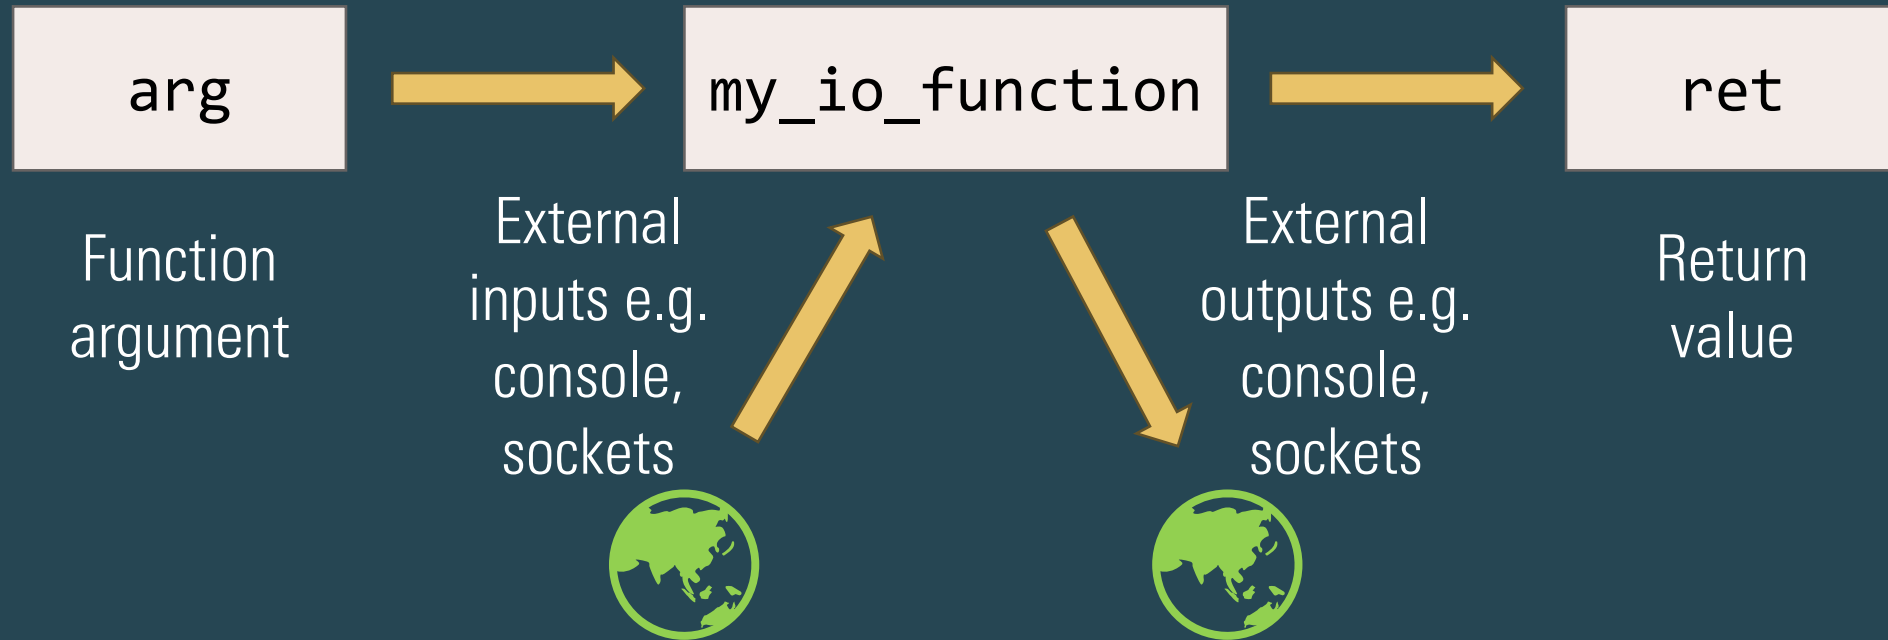 arg
my_io_function
ret
Function
argument
External
inputs e.g.
console,
sockets
External
outputs e.g.
console,
sockets
Return
value